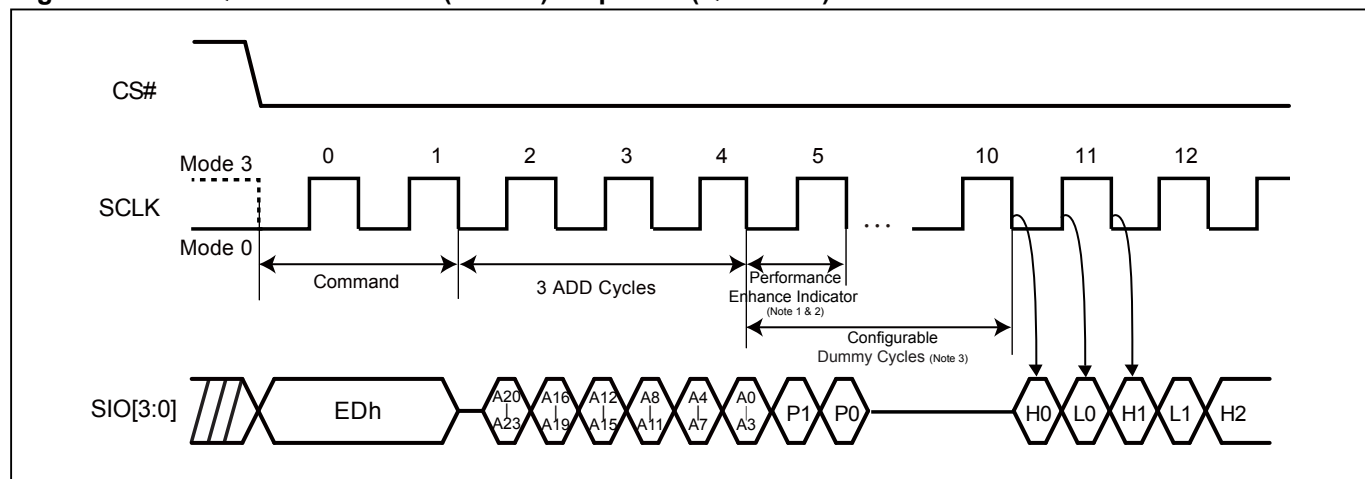 CS#
Mode 3
0 1 2 3 4 5 10 11 12
SCLK
...
Mode 0
Command
3 ADD Cycles
Performance
Enhance Indicator
(Note 1 & 2)
Configurable
Dummy Cycles (Note 3)
SIO[3:0]
EDh
A20 | A23
A16 | A19
A12 | A15
A8 | A11
A4 | A7
A0 | A3
P1 P0
H0 L0 H1 L1 H2